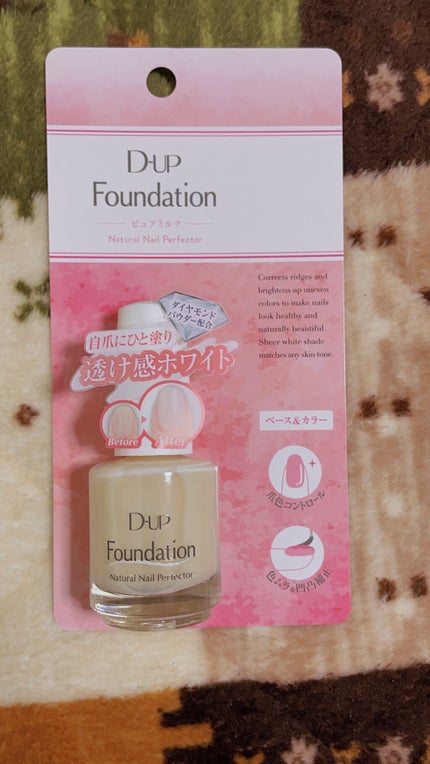 D-UP
Foundation
ピュアミルク
Natural Nail Perfector
Corrects ridges and
brightens up uneven
colors to make nails
look healthy and
naturally beautiful.
Sheer white shade
matches any skin tone.
ダイヤモンド
パウダー配合
自爪にひと塗り
透け感ホワイト
Before
After
ベース&カラー
爪色コントロール
色ムラ&凹凸補正
D-UP
Foundation
Natural Nail Perfector